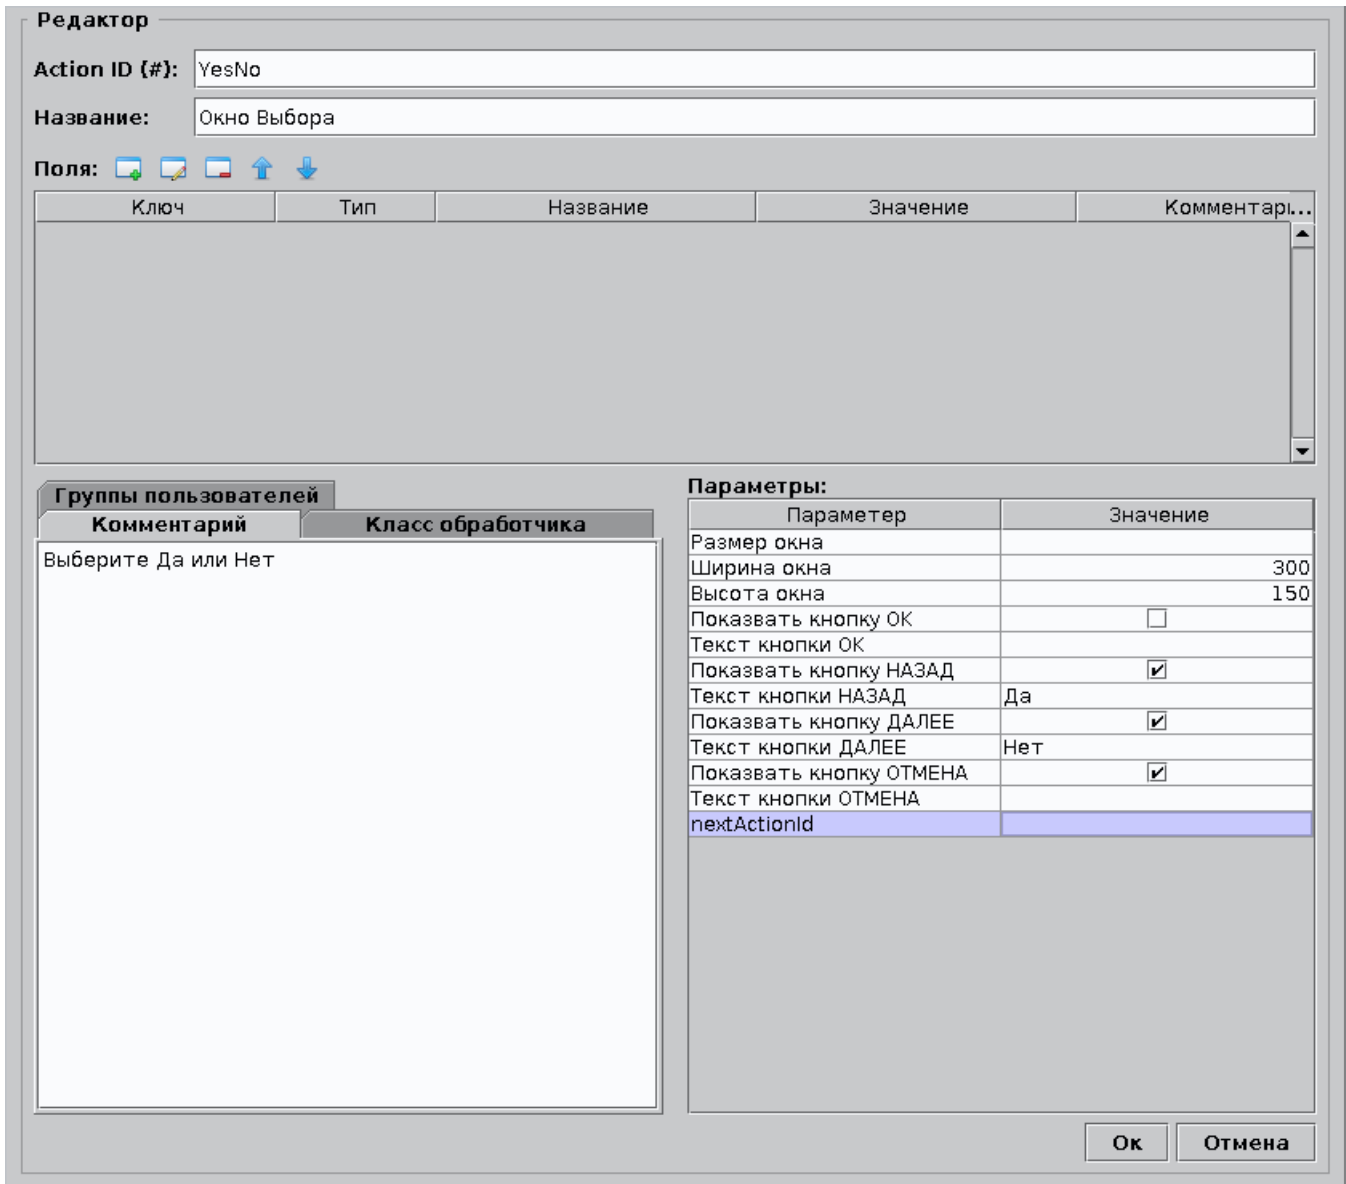 Редактор
Action ID (#): YesNo
Название: Окно Выбора
Поля:
Ключ Тип Название Значение Комментари...
Группы пользователей
Комментарий Класс обработчика
Выберите Да или Нет
Параметры:
Параметер Значение
Размер окна
Ширина окна 300
Высота окна 150
Показвать кнопку ОК
Текст кнопки ОК
Показвать кнопку НАЗАД
Текст кнопки НАЗАД Да
Показвать кнопку ДАЛЕЕ
Текст кнопки ДАЛЕЕ Нет
Показвать кнопку ОТМЕНА
Текст кнопки ОТМЕНА
nextActionId
Ок Отмена